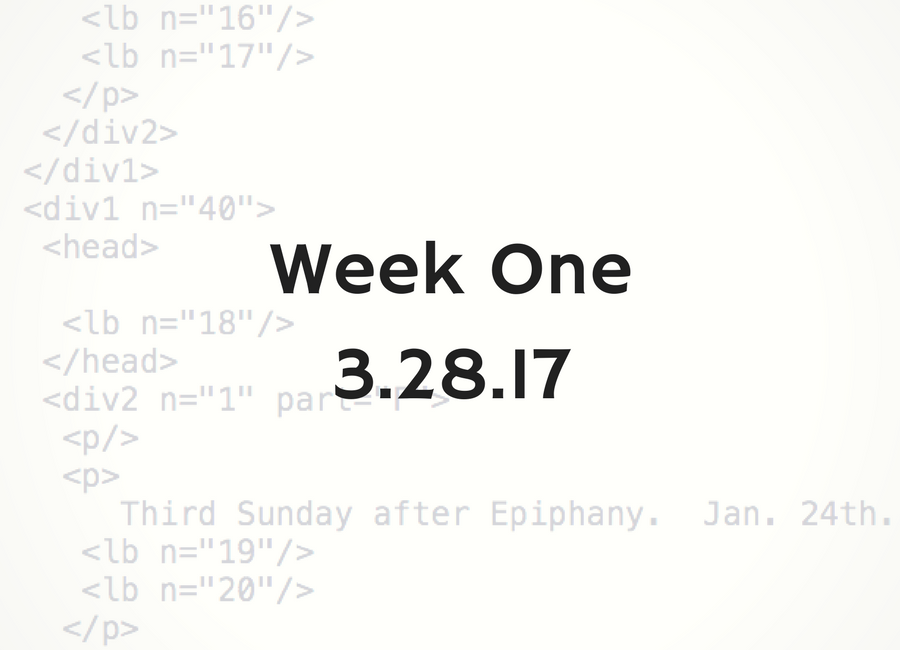 <lb n="16"/>
<lb n="17"/>
</p>
</div2>
</div1>
<div1 n="40">
<head>
Week One
<lb n="18"/>
</head>
3.28.17
<div2 n="1" part="F">
<p/>
<p>
Third Sunday after Epiphany. Jan. 24th.
<lb n="19"/>
<lb n="20"/>
</p>